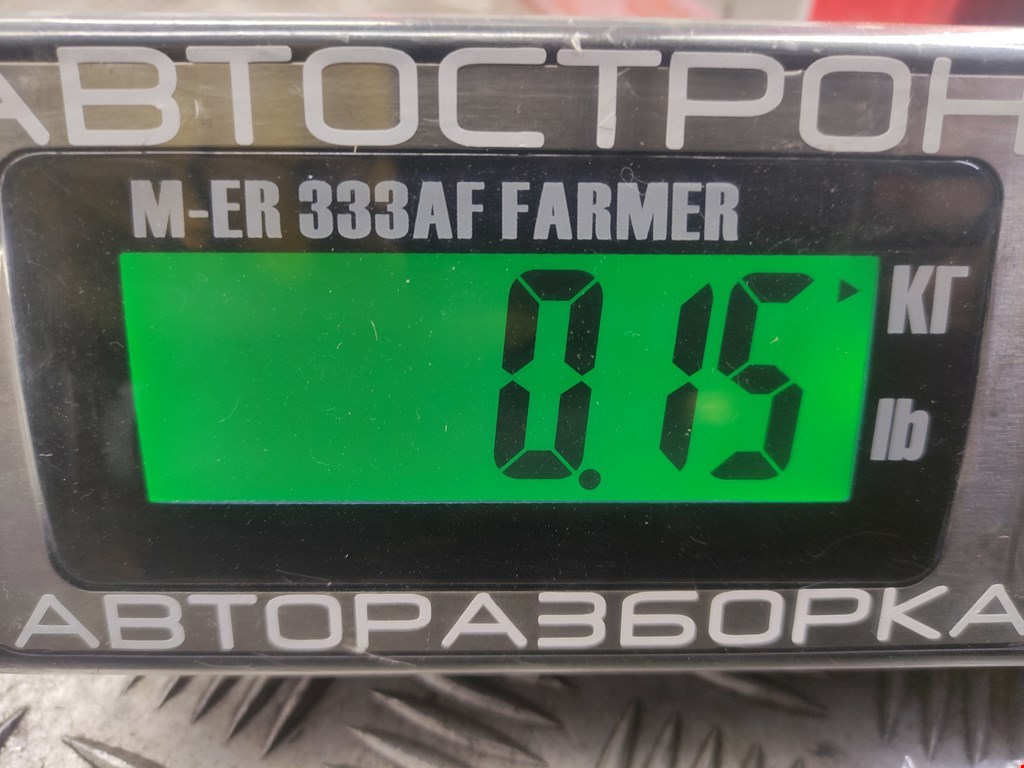 АВТОСТРОН
M-ER 333AF FARMER
0.15
КГ
lb
АВТОРАЗБОРКА